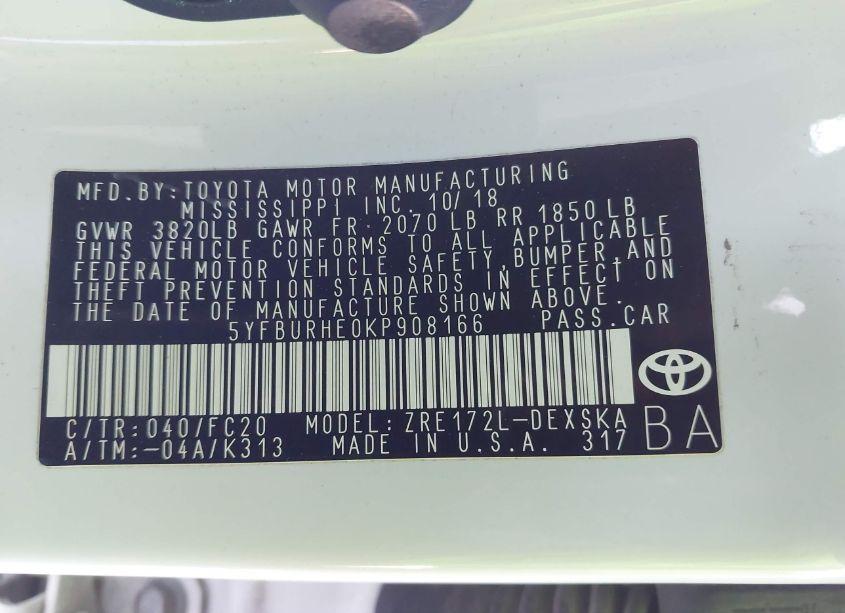 MFD.BY:TOYOTA MOTOR MANUFACTURING
MISSISSIPPI INC. 10/18
GVWR 3820LB GAWR FR 2070 LB RR 1850 LB
THIS VEHICLE CONFORMS TO ALL APPLICABLE
FEDERAL MOTOR VEHICLE SAFETY,BUMPER,AND
THEFT PREVENTION STANDARDS IN EFFECT ON
THE DATE OF MANUFACTURE SHOWN ABOVE.
5YFBURHE0KP908166 PASS.CAR
C/TR:040/FC20 MODEL:ZRE172L-DEXSKA
A/TM:-04A/K313 MADE IN U.S.A. 317
BA